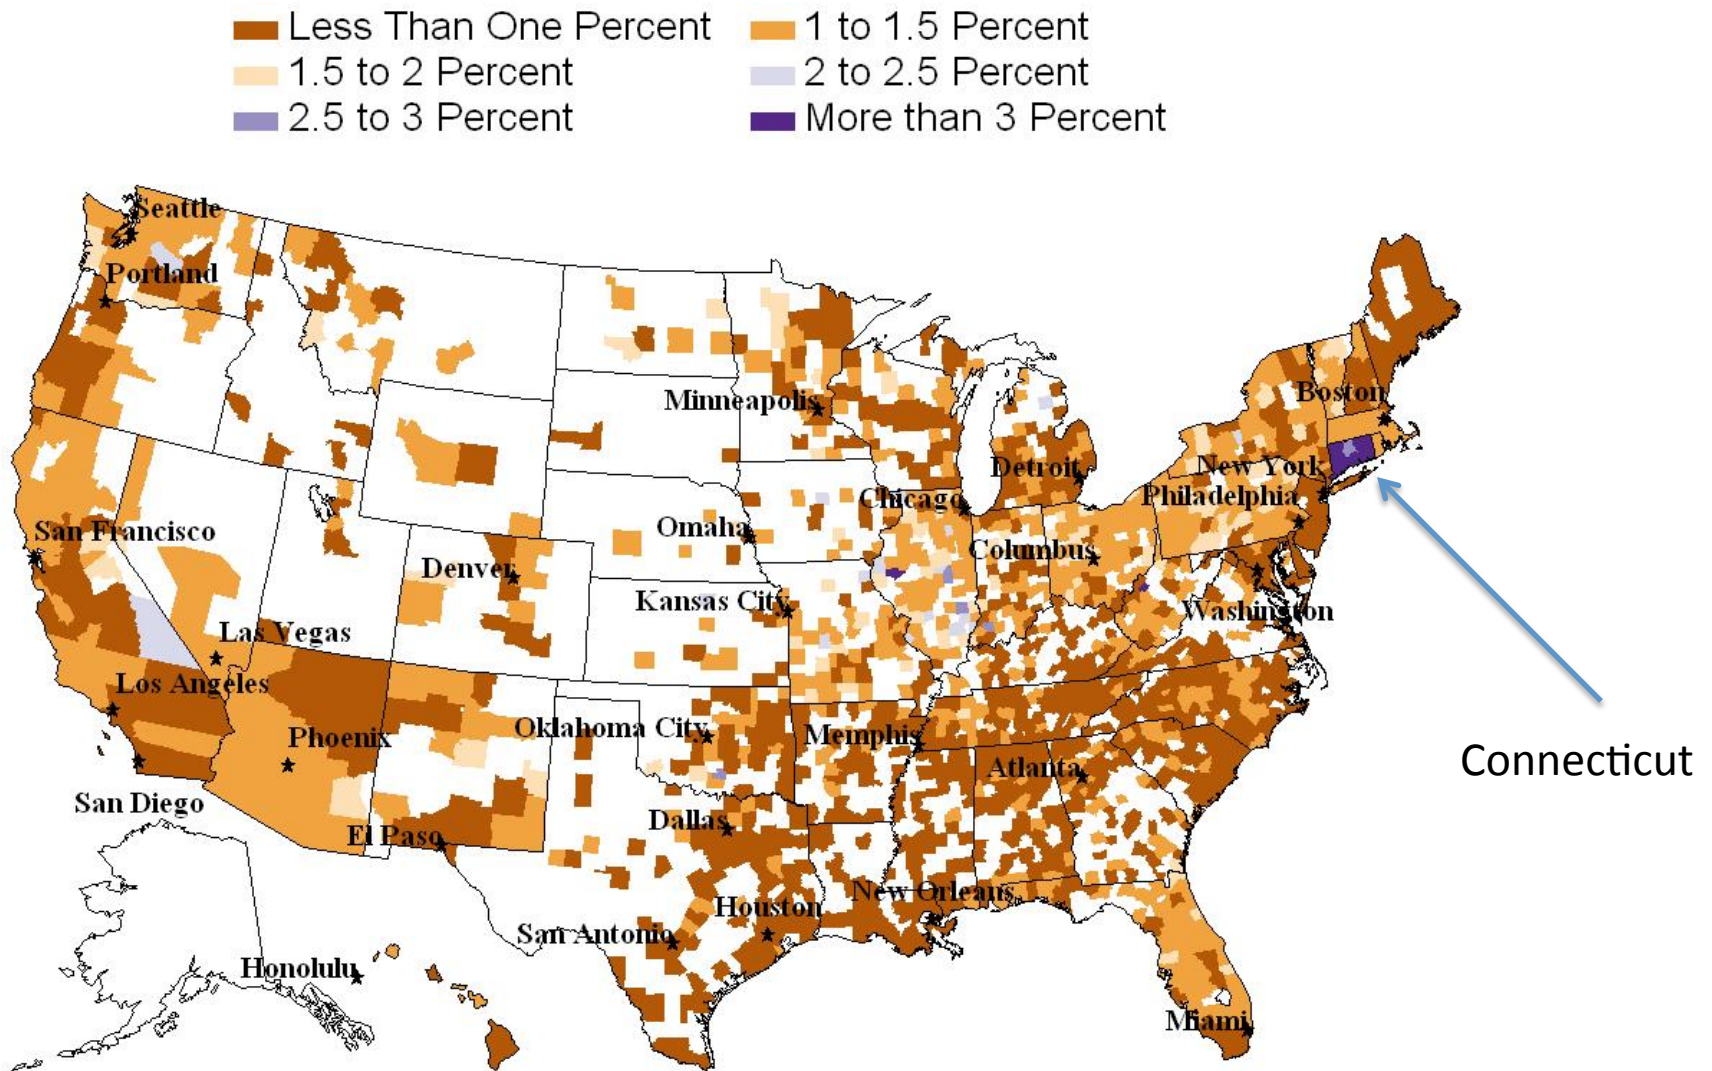 Less Than One Percent
1 to 1.5 Percent
1.5 to 2 Percent
2 to 2.5 Percent
2.5 to 3 Percent
More than 3 Percent
Seattle
Portland
Boston
Minneapolis
Detroit
New York
Chicago
Philadelphia
San Francisco
Omaha
Columbus
Denver
Kansas City
Washington
Las Vegas
Los Angeles
Oklahoma City
Memphis
Phoenix
Connecticut
Atlanta
San Diego
Dallas
El Paso
New Orleans
Houston
San Antonio
Honolulu
Miami